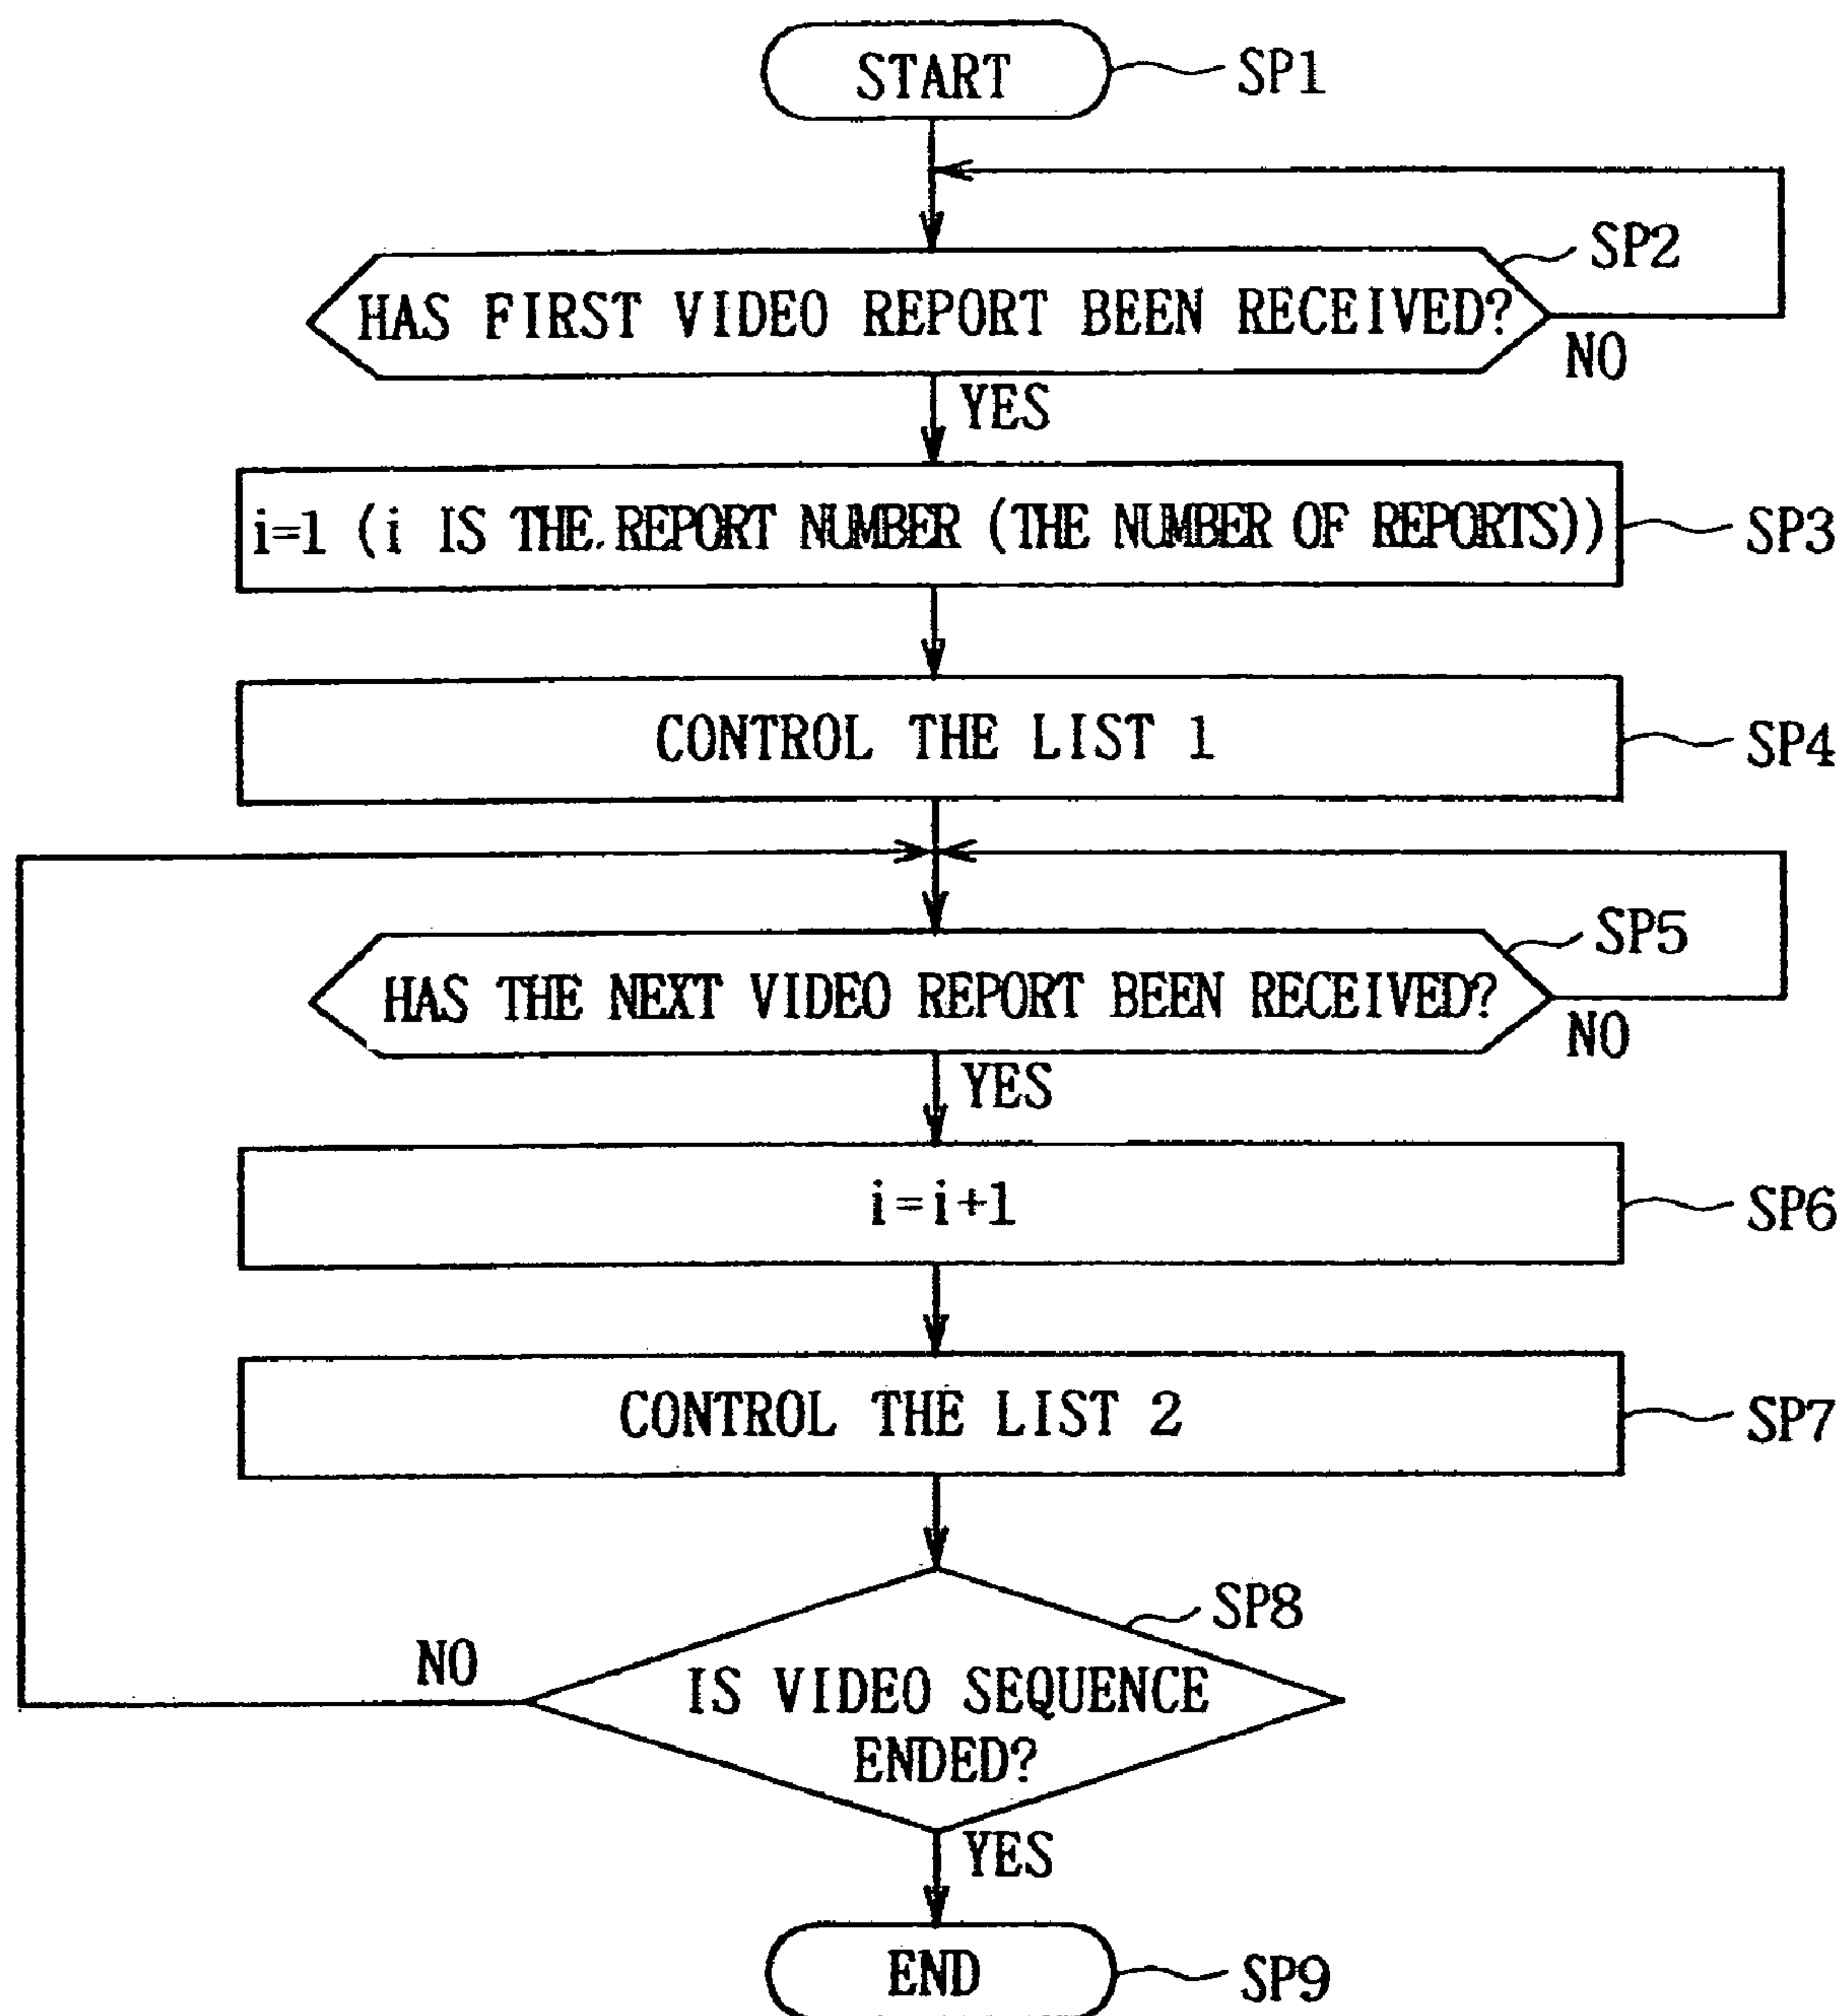 START
SP1
SP2
HAS FIRST VIDEO REPORT BEEN RECEIVED?
NO
YES
i=1 (i IS THE REPORT NUMBER (THE NUMBER OF REPORTS))
SP3
CONTROL THE LIST 1
SP4
SP5
HAS THE NEXT VIDEO REPORT BEEN RECEIVED?
NO
YES
i=i+1
SP6
CONTROL THE LIST 2
SP7
SP8
NO
IS VIDEO SEQUENCE
ENDED?
YES
END
SP9